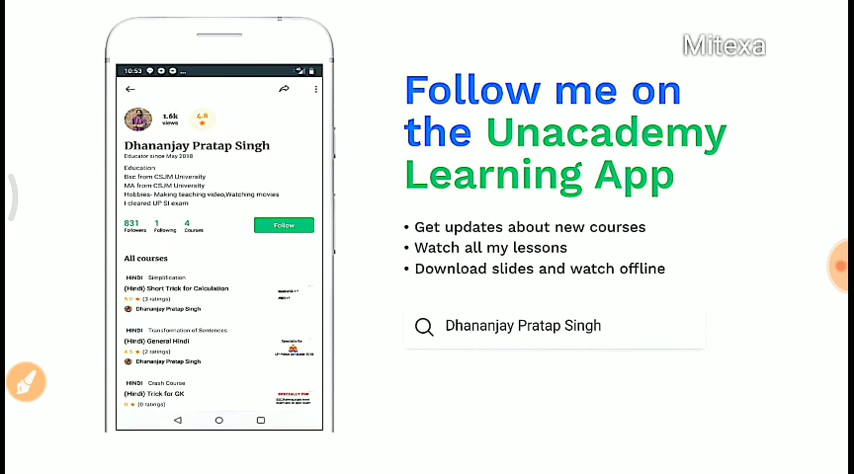 Mitexa
10:53
1.6k
views
4.8
Dhananjay Pratap Singh
Educator since May 2018
Education
Bsc from CSJM University
MA from CSJM University
Hobbies- Making teaching video,Watching movies
I cleared UP SI exam
831
Followers
1
Following
4
Courses
Follow
All courses
HINDI Simplification
(Hindi) Short Trick for Calculation
(3 ratings)
Dhananjay Pratap Singh
HINDI Transformation of Sentences
(Hindi) General Hindi
4.5 ★ (2 ratings)
Dhananjay Pratap Singh
HINDI Crash Course
(Hindi) Trick for GK
0 ★ (0 ratings)
Follow me on
the Unacademy
Learning App
• Get updates about new courses
• Watch all my lessons
• Download slides and watch offline
Dhananjay Pratap Singh